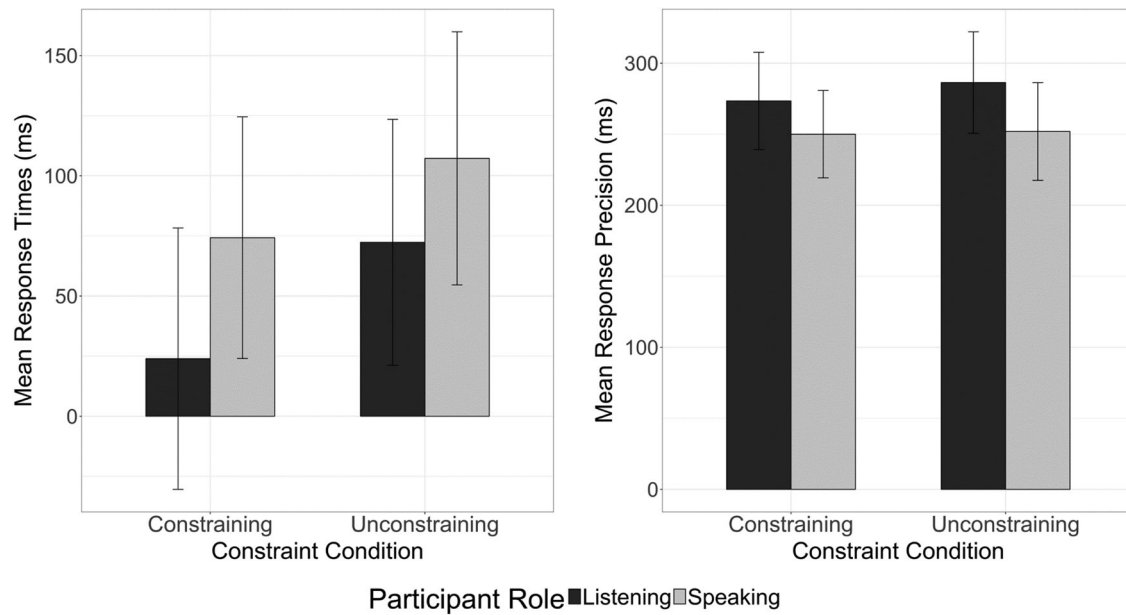 Mean Response Times (ms)
150
100
50
0
Constraining Unconstraining
Constraint Condition
Mean Response Precision (ms)
300
200
100
0
Constraining Unconstraining
Constraint Condition
Participant Role Listening Speaking